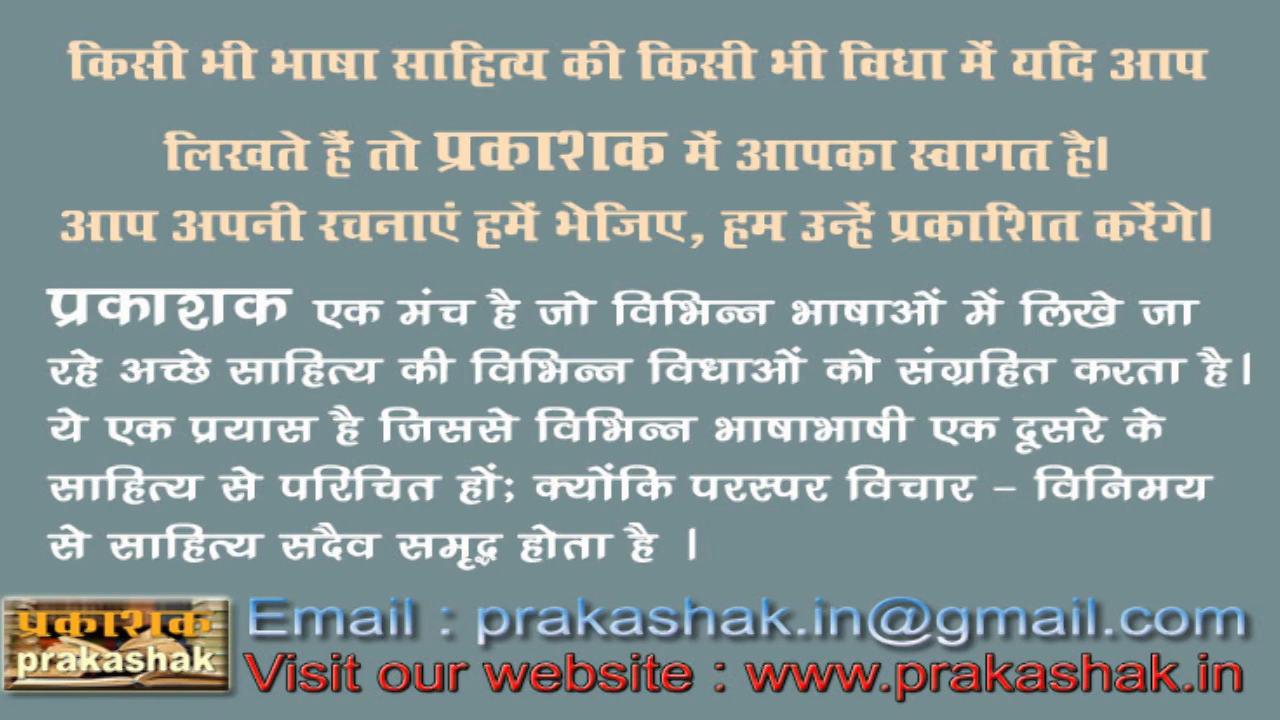 किसी भी भाषा साहित्य की किसी भी विधा में यदि आप
लिखते हैं तो प्रकाशक में आपका स्वागत है।
आप अपनी रचनाएं हमें भेजिए, हम उन्हें प्रकाशित करेंगे।
प्रकाशक एक मंच है जो विभिन्न भाषाओं में लिखे जा
रहे अच्छे साहित्य की विभिन्न विधाओं को संग्रहित करता है।
ये एक प्रयास है जिससे विभिन्न भाषाभाषी एक दूसरे के
साहित्य से परिचित हों; क्योंकि परस्पर विचार – विनिमय
से साहित्य सदैव समृद्ध होता है ।
प्रकाशक
prakashak
Email : prakashak.in@gmail.com
Visit our website : www.prakashak.in